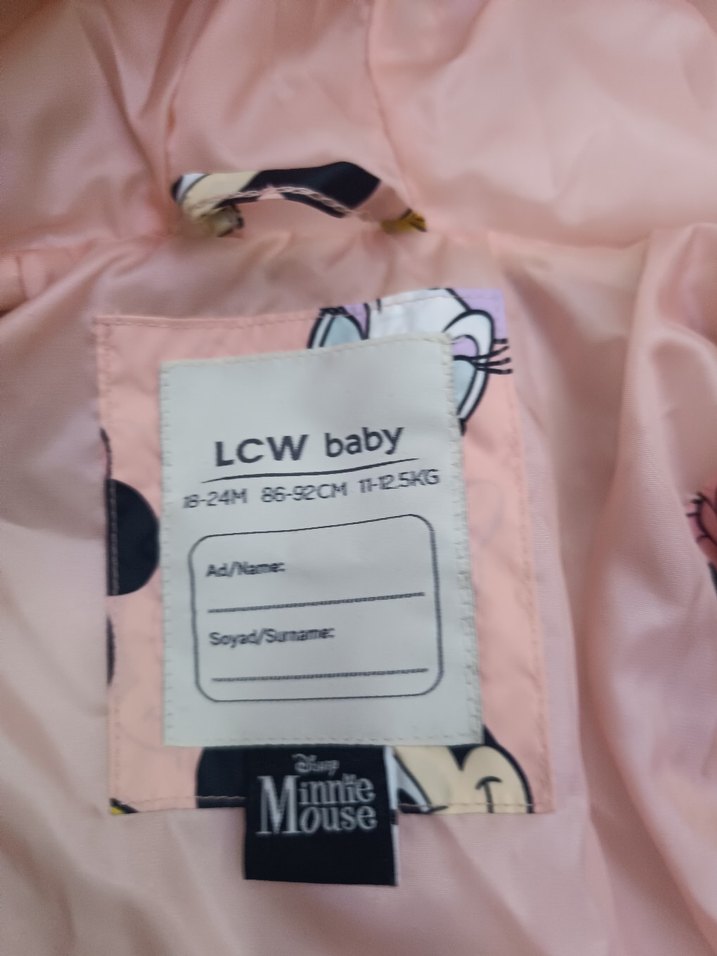 LCW baby
18-24M 86-92CM 11-12.5KG
Ad/Name:
Soyad/Surname:
Disney
Minnie
Mouse